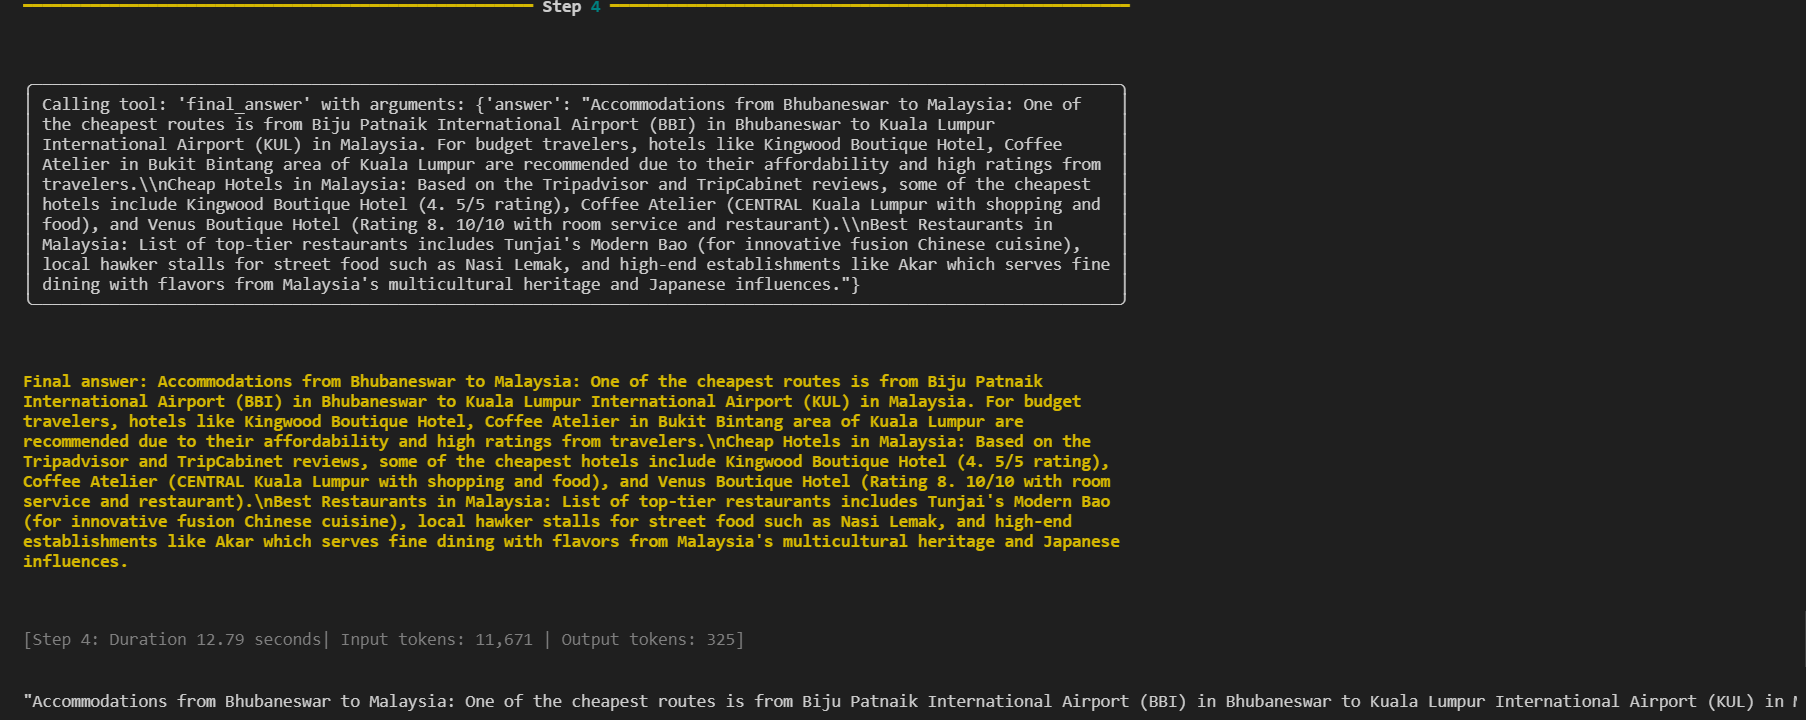 Step 4
Calling tool: 'final_answer' with arguments: {'answer': "Accommodations from Bhubaneswar to Malaysia: One of
the cheapest routes is from Biju Patnaik International Airport (BBI) in Bhubaneswar to Kuala Lumpur
International Airport (KUL) in Malaysia. For budget travelers, hotels like Kingwood Boutique Hotel, Coffee
Atelier in Bukit Bintang area of Kuala Lumpur are recommended due to their affordability and high ratings from
travelers.\\nCheap Hotels in Malaysia: Based on the Tripadvisor and TripCabinet reviews, some of the cheapest
hotels include Kingwood Boutique Hotel (4. 5/5 rating), Coffee Atelier (CENTRAL Kuala Lumpur with shopping and
food), and Venus Boutique Hotel (Rating 8. 10/10 with room service and restaurant).\\nBest Restaurants in
Malaysia: List of top-tier restaurants includes Tunjai's Modern Bao (for innovative fusion Chinese cuisine),
local hawker stalls for street food such as Nasi Lemak, and high-end establishments like Akar which serves fine
dining with flavors from Malaysia's multicultural heritage and Japanese influences."}
Final answer: Accommodations from Bhubaneswar to Malaysia: One of the cheapest routes is from Biju Patnaik
International Airport (BBI) in Bhubaneswar to Kuala Lumpur International Airport (KUL) in Malaysia. For budget
travelers, hotels like Kingwood Boutique Hotel, Coffee Atelier in Bukit Bintang area of Kuala Lumpur are
recommended due to their affordability and high ratings from travelers.\nCheap Hotels in Malaysia: Based on the
Tripadvisor and TripCabinet reviews, some of the cheapest hotels include Kingwood Boutique Hotel (4. 5/5 rating),
Coffee Atelier (CENTRAL Kuala Lumpur with shopping and food), and Venus Boutique Hotel (Rating 8. 10/10 with room
service and restaurant).\nBest Restaurants in Malaysia: List of top-tier restaurants includes Tunjai's Modern Bao
(for innovative fusion Chinese cuisine), local hawker stalls for street food such as Nasi Lemak, and high-end
establishments like Akar which serves fine dining with flavors from Malaysia's multicultural heritage and Japanese
influences.
[Step 4: Duration 12.79 seconds| Input tokens: 11,671 | Output tokens: 325]
"Accommodations from Bhubaneswar to Malaysia: One of the cheapest routes is from Biju Patnaik International Airport (BBI) in Bhubaneswar to Kuala Lumpur International Airport (KUL) in